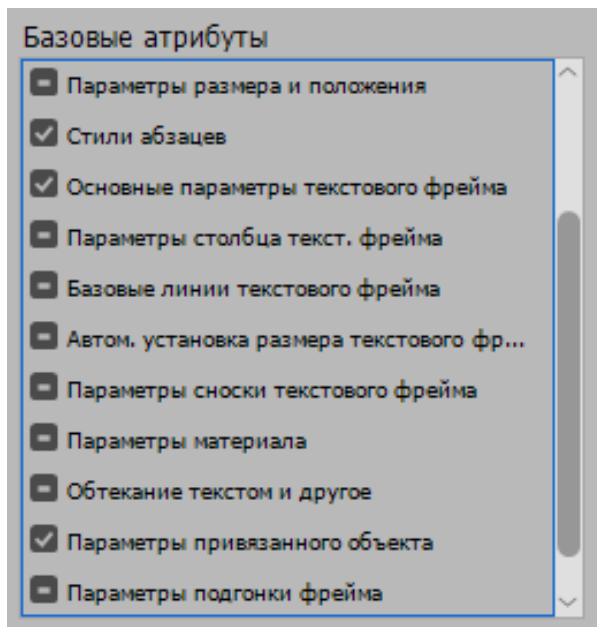 Базовые атрибуты
Параметры размера и положения
Стили абзацев
Основные параметры текстового фрейма
Параметры столбца текст. фрейма
Базовые линии текстового фрейма
Автом. установка размера текстового фр...
Параметры сноски текстового фрейма
Параметры материала
Обтекание текстом и другое
Параметры привязанного объекта
Параметры подгонки фрейма